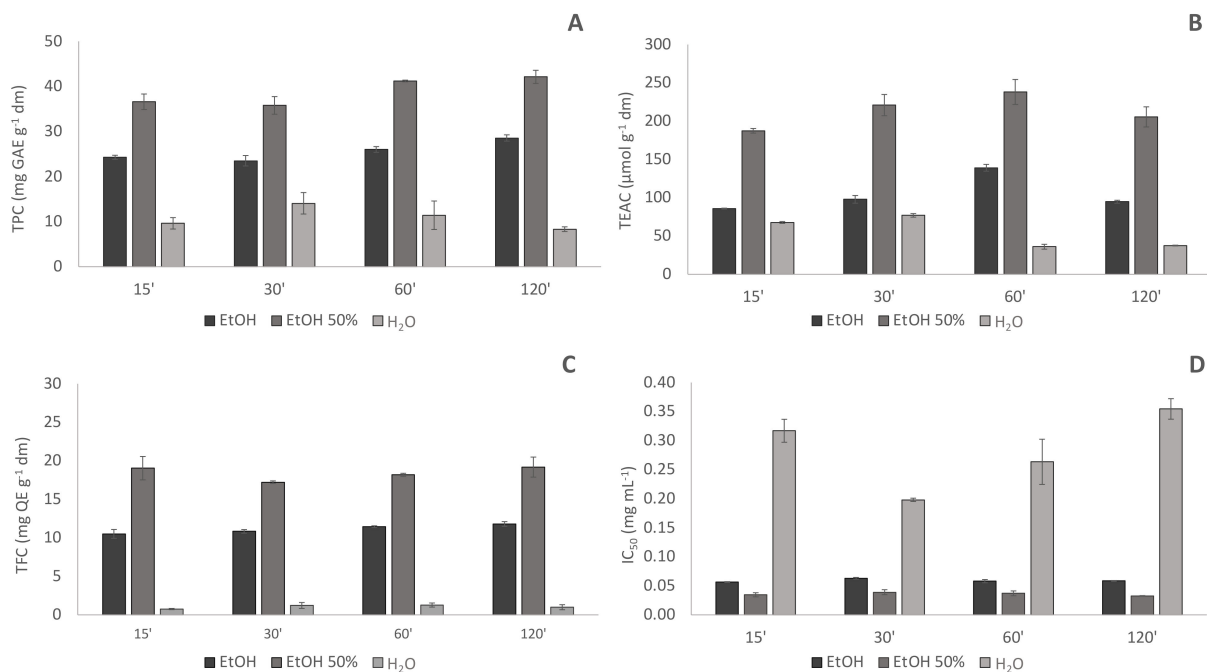 A
TPC (mg GAE g⁻¹ dm)
50
40
30
20
10
0
15' 30' 60' 120'
EtOH EtOH 50% H₂O
B
TEAC (µmol g⁻¹ dm)
300
250
200
150
100
50
0
15' 30' 60' 120'
EtOH EtOH 50% H₂O
C
TFC (mg QE g⁻¹ dm)
30
25
20
15
10
5
0
15' 30' 60' 120'
EtOH EtOH 50% H₂O
D
IC₅₀ (mg mL⁻¹)
0.40
0.35
0.30
0.25
0.20
0.15
0.10
0.05
0.00
15' 30' 60' 120'
EtOH EtOH 50% H₂O